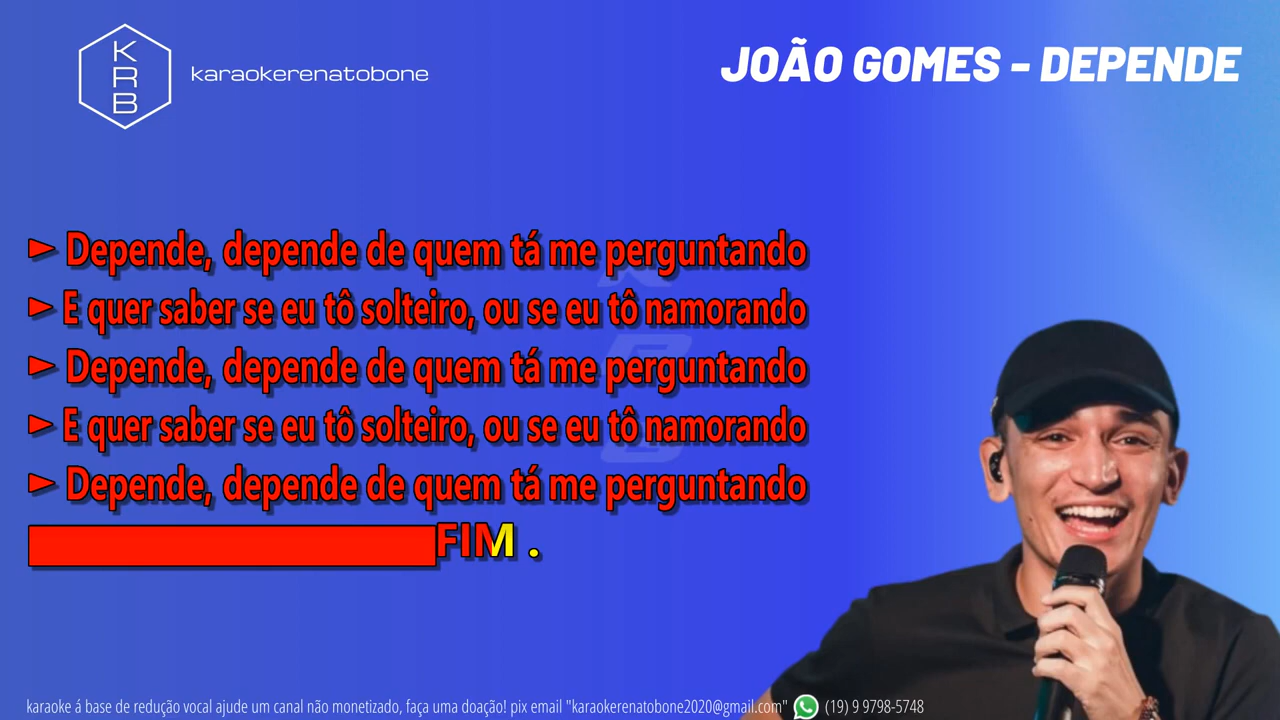 K
R
B
karaokerenatobone
JOÃO GOMES - DEPENDE
► Depende, depende de quem tá me perguntando
► E quer saber se eu tô solteiro, ou se eu tô namorando
► Depende, depende de quem tá me perguntando
► E quer saber se eu tô solteiro, ou se eu tô namorando
► Depende, depende de quem tá me perguntando
FIM .
karaoke á base de redução vocal ajude um canal não monetizado, faça uma doação! pix email "karaokerenatobone2020@gmail.com" (19) 9 9798-5748